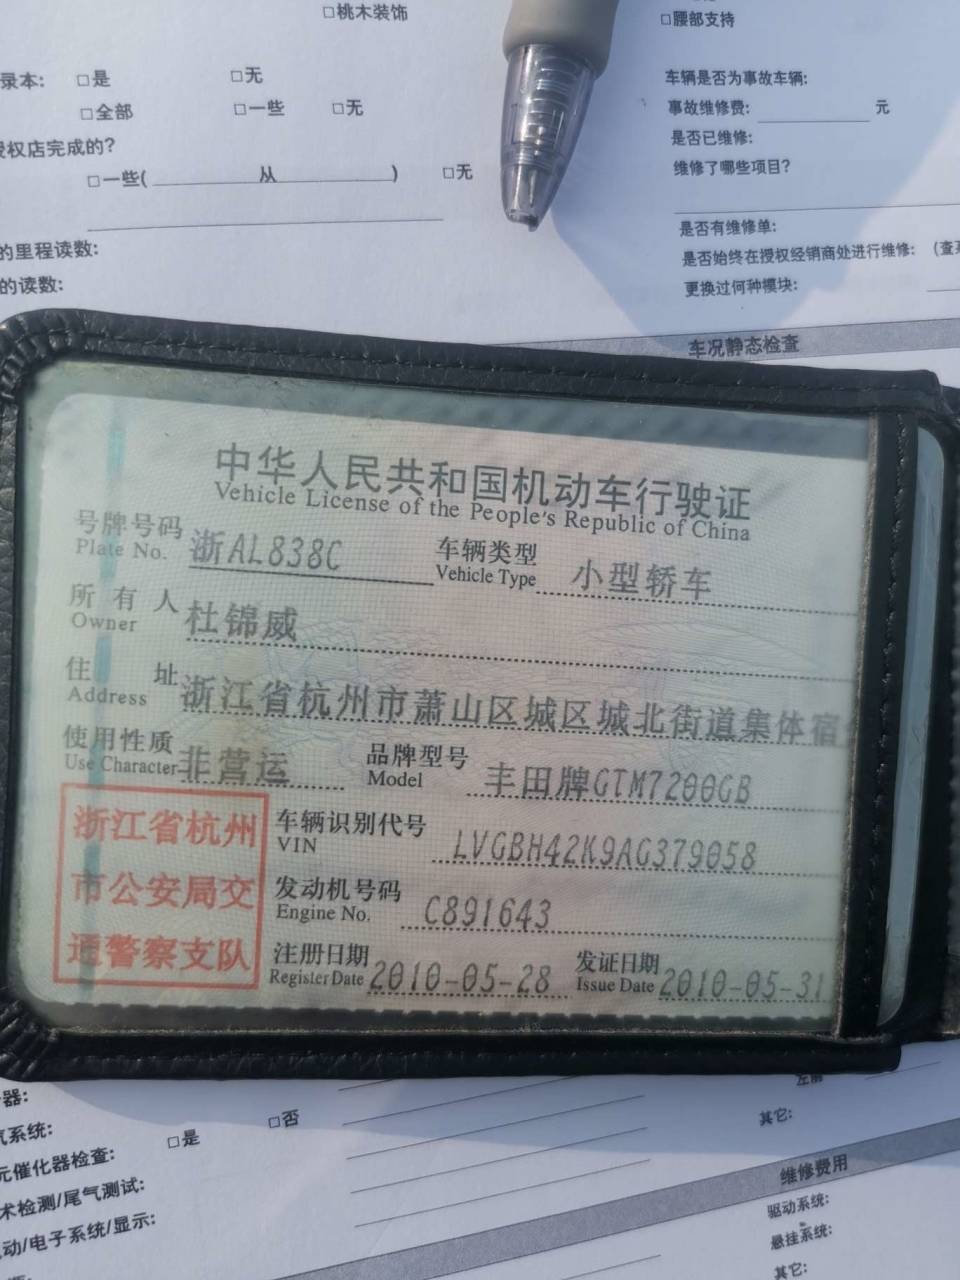 □桃木装饰
□腰部支持
录本: □是 □无
车辆是否为事故车辆:
□全部 □一些 □无
事故维修费: 元
是否已维修:
授权店完成的?
维修了哪些项目?
□一些( 从 ) □无
是否有维修单:
的里程读数:
是否始终在授权经销商处进行维修: (查
的读数:
更换过何种模块:
车况静态检查
中华人民共和国机动车行驶证
Vehicle License of the People's Republic of China
号牌号码 浙AL838C 车辆类型 小型轿车
Plate No. Vehicle Type
所有人 杜锦威
Owner
住址 浙江省杭州市萧山区城区城北街道集体宿
Address
使用性质 非营运 品牌型号 丰田牌GTM7200GB
Use Character Model
浙江省杭州
市公安局交
通警察支队
车辆识别代号 LVGBH42K9AG379058
VIN
发动机号码 C891643
Engine No.
注册日期 2010-05-28 发证日期 2010-05-31
Register Date Issue Date
器:
左前
气系统:
□是 □否
其它:
元催化器检查:
术检测/尾气测试:
维修费用
动/电子系统/显示:
驱动系统:
悬挂系统:
其它: